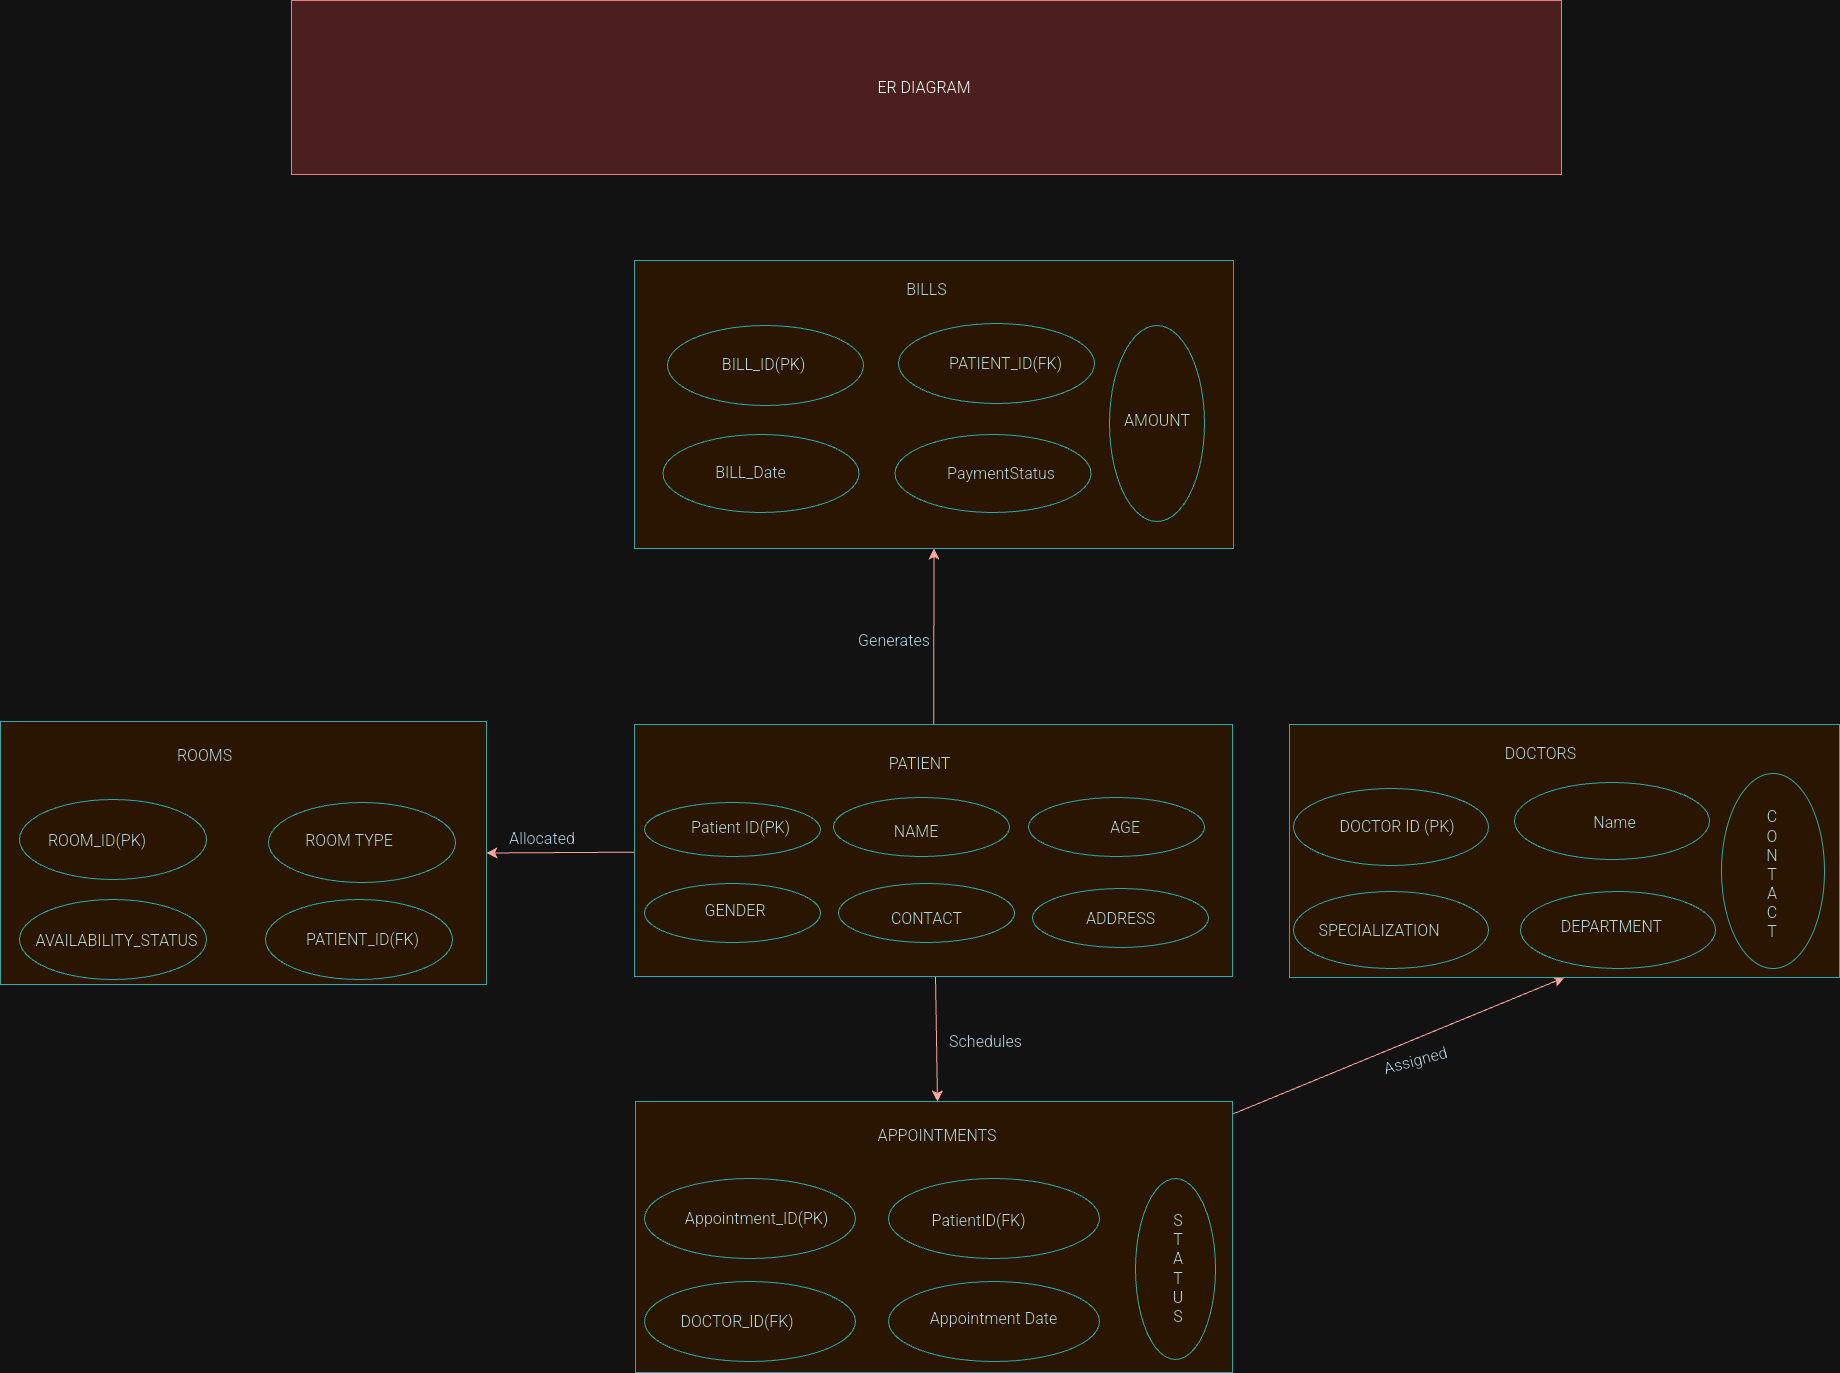 ER DIAGRAM
BILLS
BILL_ID(PK)
PATIENT_ID(FK)
AMOUNT
BILL_Date
PaymentStatus
Generates
ROOMS
ROOM_ID(PK)
ROOM TYPE
AVAILABILITY_STATUS
PATIENT_ID(FK)
Allocated
PATIENT
Patient ID(PK)
NAME
AGE
GENDER
CONTACT
ADDRESS
DOCTORS
DOCTOR ID (PK)
Name
SPECIALIZATION
DEPARTMENT
C
O
N
T
A
C
T
Schedules
Assigned
APPOINTMENTS
Appointment_ID(PK)
PatientID(FK)
DOCTOR_ID(FK)
Appointment Date
S
T
A
T
U
S